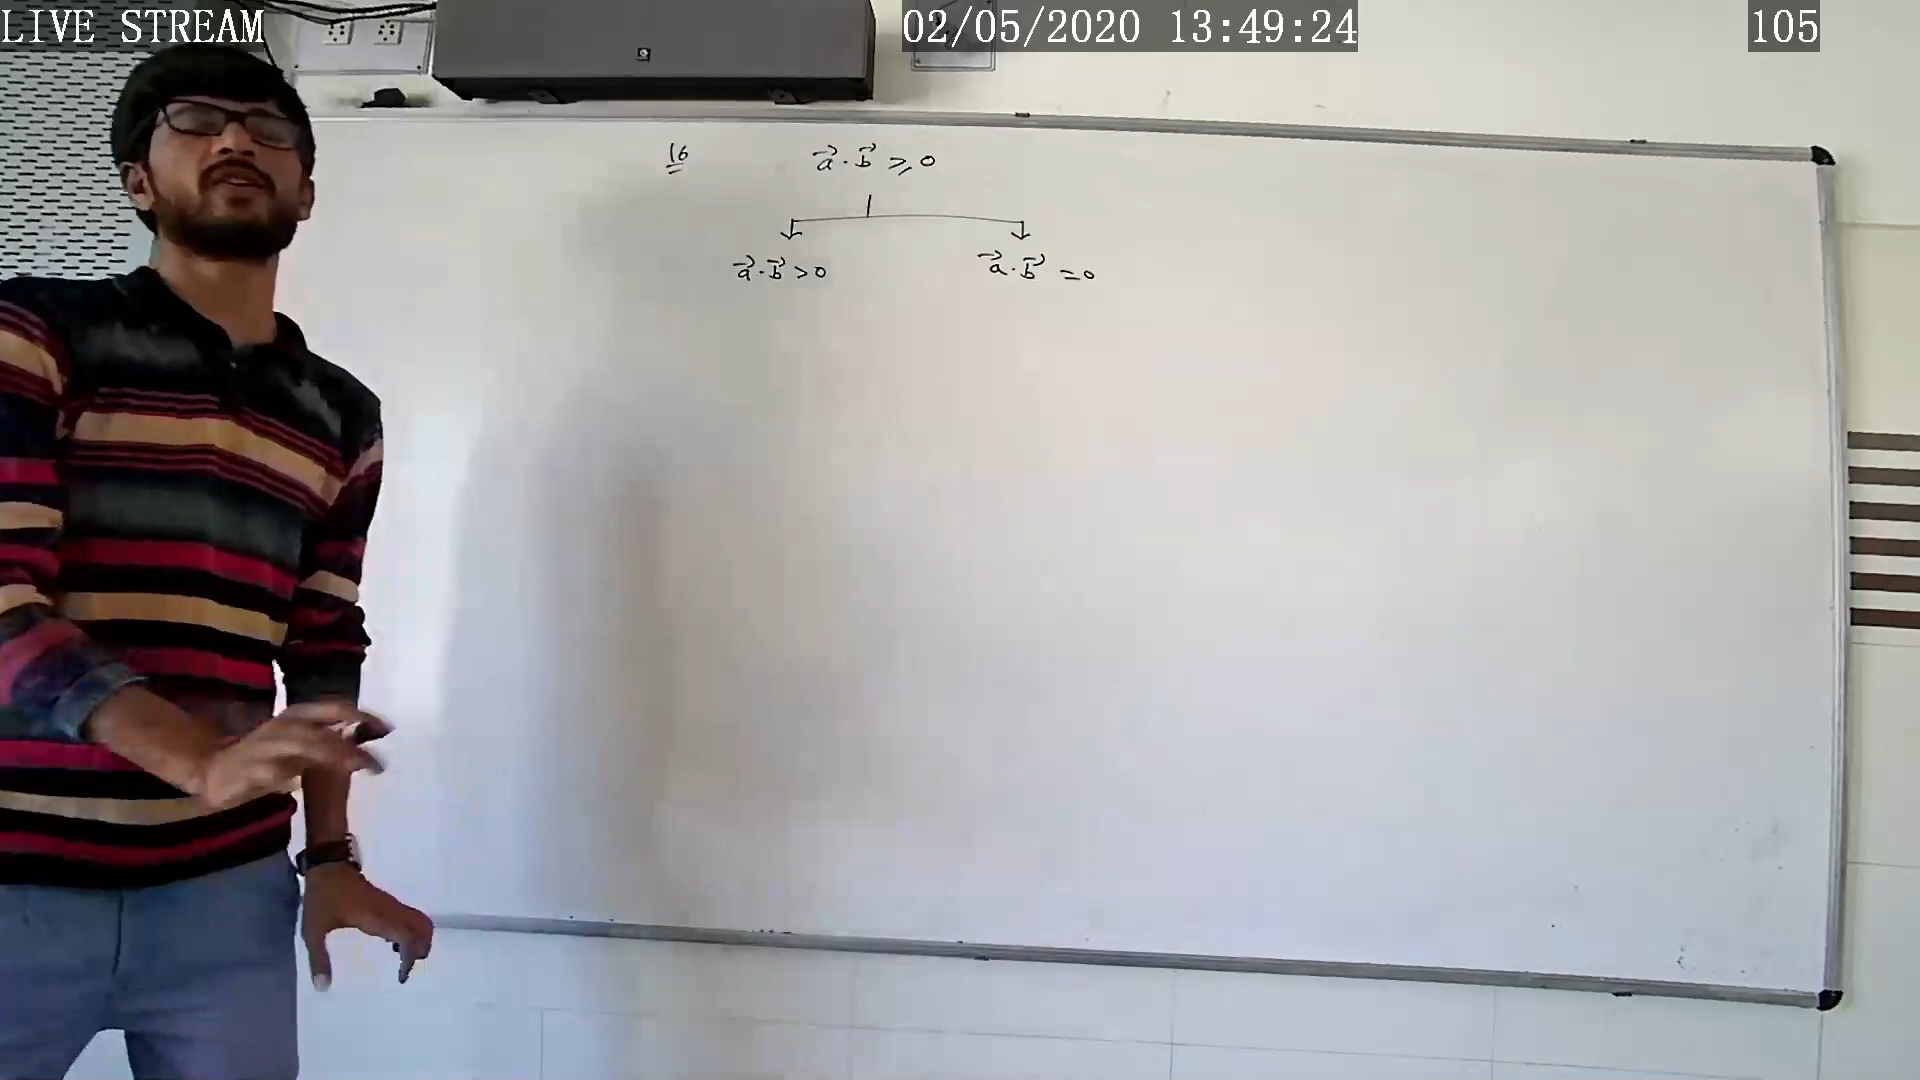 LIVE STREAM 02/05/2020 13:49:24 105
16 a⃗·b⃗ ≥ 0
a⃗·b⃗ > 0 a⃗·b⃗ = 0